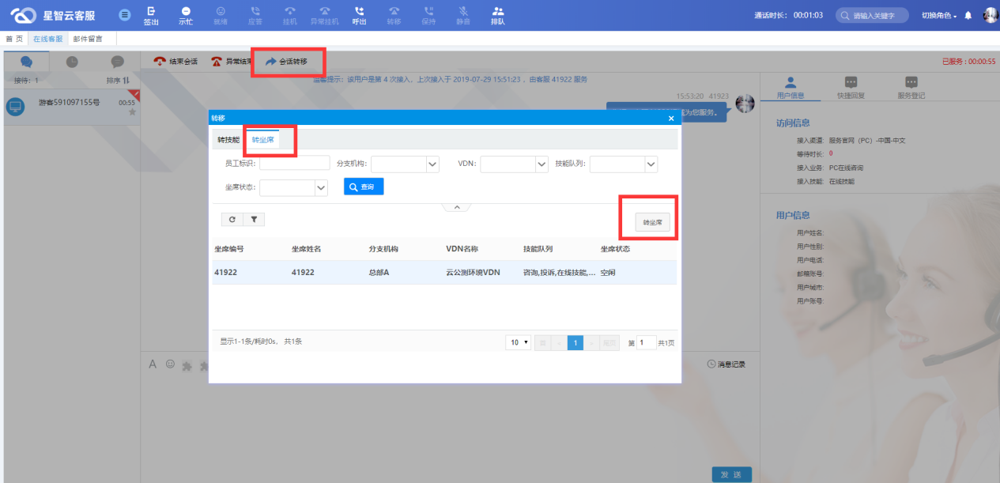 星智云客服
签出 示忙 就绪 应答 挂机 异常挂机 呼出 转移 保持 静音 排队
通话时长: 00:01:03 请输入关键字 切换角色
首 页 在线客服 邮件留言
结束会话 异常结束 会话转移
已服务 : 00:00:55
接待: 1 排序
游客591097155号 00:55
温馨提示: 该用户是第 4 次接入, 上次接入于 2019-07-29 15:51:23 , 由客服 41922 服务
15:53:20 41923
为您服务。
用户信息 快捷回复 服务登记
访问信息
接入渠道: 服务官网（PC）-中国-中文
等待时长: 0
接入业务: PC在线咨询
接入技能: 在线技能
用户信息
用户姓名:
用户性别:
用户电话:
邮箱账号:
用户城市:
用户账号:
转移 ×
转技能 转坐席
员工标识: 分支机构: VDN: 技能队列:
坐席状态: 查询
转坐席
坐席编号 坐席姓名 分支机构 VDN名称 技能队列 坐席状态
41922 41922 总部A 云公测环境VDN 咨询,投诉,在线技能,... 空闲
显示1-1条/耗时0s, 共1条
10 1 尾页 第 1 共1页
消息记录
发 送